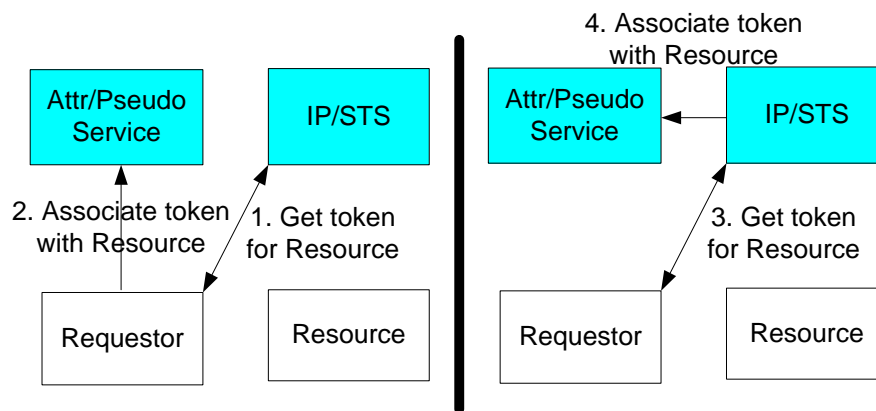 Attr/Pseudo
Service
IP/STS
2. Associate token
with Resource
1. Get token
for Resource
Requestor
Resource
4. Associate token
with Resource
Attr/Pseudo
Service
IP/STS
3. Get token
for Resource
Requestor
Resource